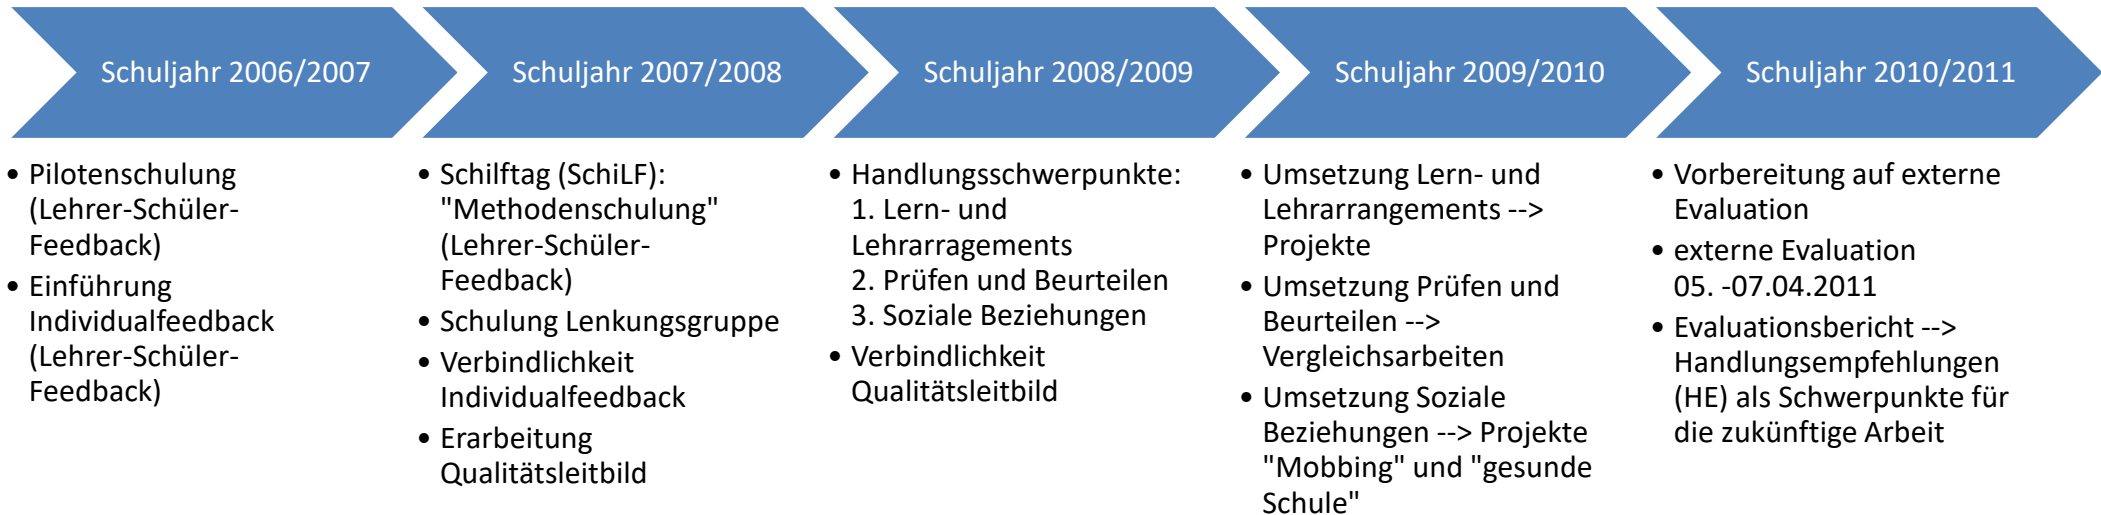 Schuljahr 2006/2007
• Pilotenschulung
(Lehrer-Schüler-
Feedback)
• Einführung
Individualfeedback
(Lehrer-Schüler-
Feedback)
Schuljahr 2007/2008
• Schilftag (SchiLF):
"Methodenschulung"
(Lehrer-Schüler-
Feedback)
• Schulung Lenkungsgruppe
• Verbindlichkeit
Individualfeedback
• Erarbeitung
Qualitätsleitbild
Schuljahr 2008/2009
• Handlungsschwerpunkte:
1. Lern- und
Lehrarragements
2. Prüfen und Beurteilen
3. Soziale Beziehungen
• Verbindlichkeit
Qualitätsleitbild
Schuljahr 2009/2010
• Umsetzung Lern- und
Lehrarrangements -->
Projekte
• Umsetzung Prüfen und
Beurteilen -->
Vergleichsarbeiten
• Umsetzung Soziale
Beziehungen --> Projekte
"Mobbing" und "gesunde
Schule"
Schuljahr 2010/2011
• Vorbereitung auf externe
Evaluation
• externe Evaluation
05. -07.04.2011
• Evaluationsbericht -->
Handlungsempfehlungen
(HE) als Schwerpunkte für
die zukünftige Arbeit